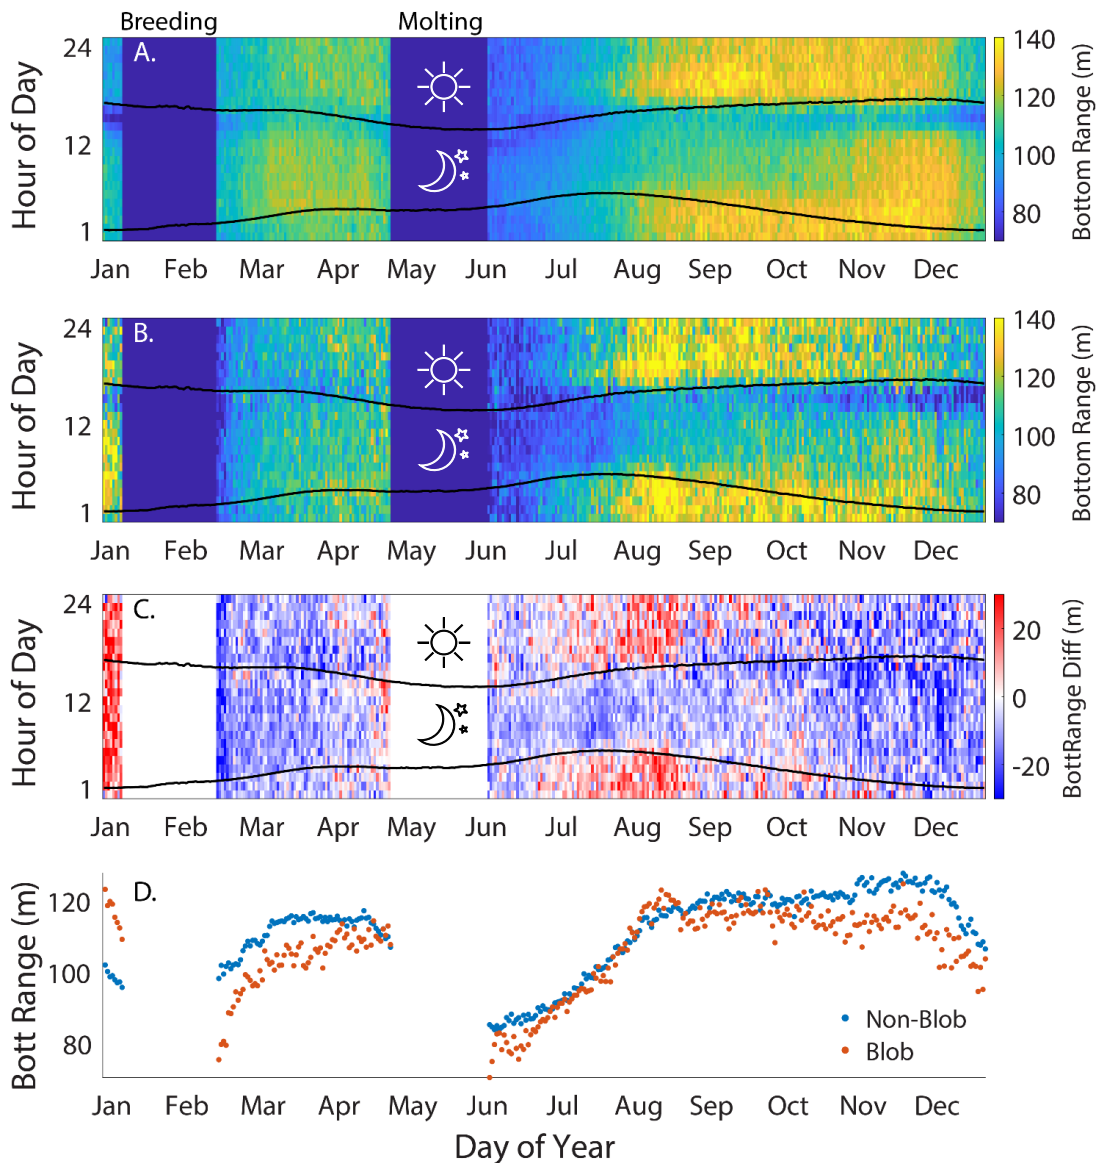 Breeding Molting
A.
24
12
1
Hour of Day
Jan Feb Mar Apr May Jun Jul Aug Sep Oct Nov Dec
140
120
100
80
Bottom Range (m)
B.
24
12
1
Hour of Day
Jan Feb Mar Apr May Jun Jul Aug Sep Oct Nov Dec
140
120
100
80
Bottom Range (m)
C.
24
12
1
Hour of Day
Jan Feb Mar Apr May Jun Jul Aug Sep Oct Nov Dec
20
0
-20
BottRange Diff (m)
D.
120
100
80
Bott Range (m)
Non-Blob
Blob
Jan Feb Mar Apr May Jun Jul Aug Sep Oct Nov Dec
Day of Year